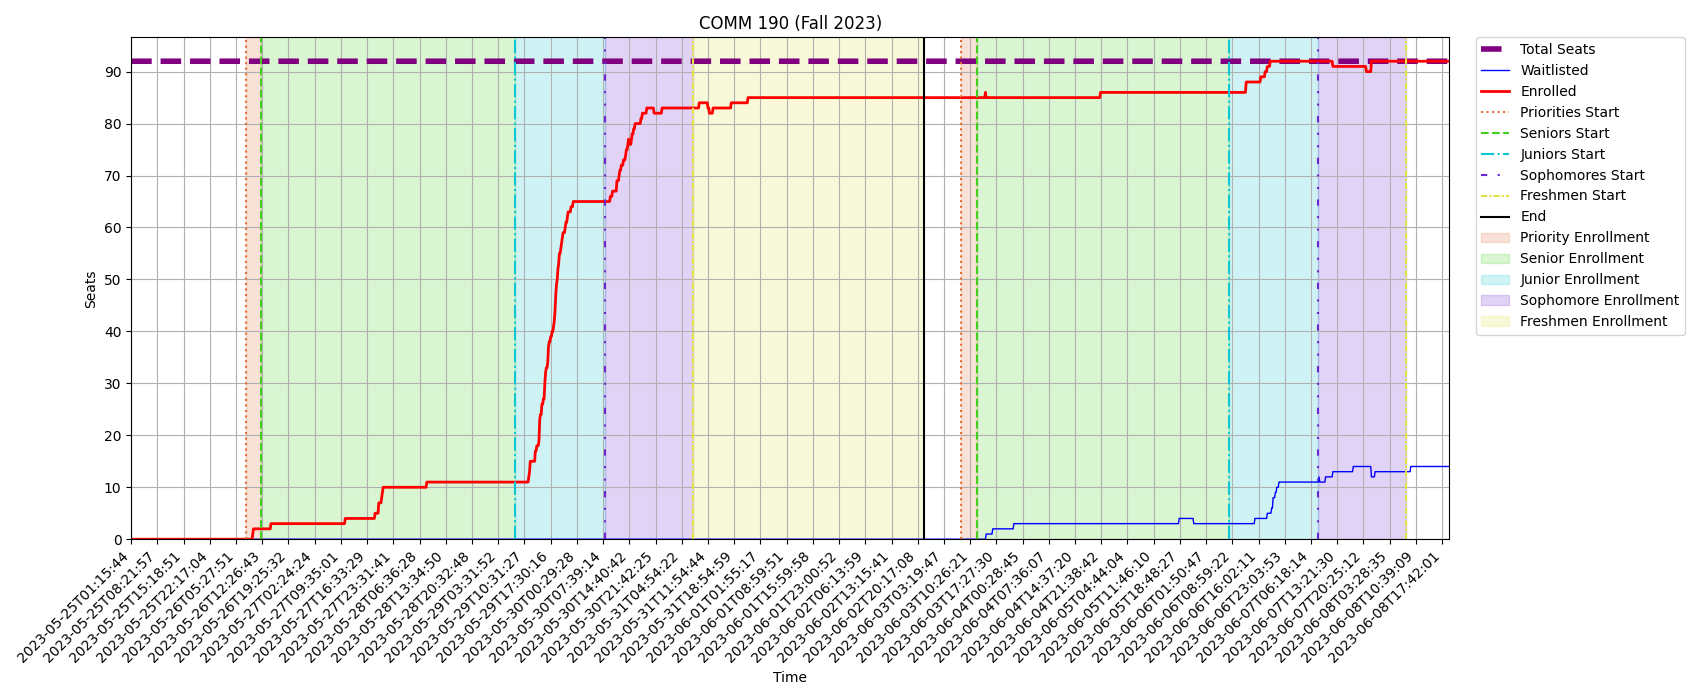 COMM 190 (Fall 2023)
Seats
90
80
70
60
50
40
30
20
10
0
2023-05-25T01:15:44
2023-05-25T08:21:57
2023-05-25T15:18:51
2023-05-25T22:17:04
2023-05-26T05:27:51
2023-05-26T12:26:43
2023-05-26T19:25:32
2023-05-27T02:24:24
2023-05-27T09:35:01
2023-05-27T16:33:29
2023-05-27T23:31:41
2023-05-28T06:36:28
2023-05-28T13:34:50
2023-05-28T20:32:48
2023-05-29T03:31:52
2023-05-29T10:31:27
2023-05-29T17:30:16
2023-05-30T00:29:28
2023-05-30T07:39:14
2023-05-30T14:40:42
2023-05-30T21:42:25
2023-05-31T04:54:22
2023-05-31T11:54:44
2023-05-31T18:54:59
2023-06-01T01:55:17
2023-06-01T08:59:51
2023-06-01T15:59:58
2023-06-01T23:00:52
2023-06-02T06:13:59
2023-06-02T13:15:41
2023-06-02T20:17:08
2023-06-03T03:19:47
2023-06-03T10:26:21
2023-06-03T17:27:30
2023-06-04T00:28:45
2023-06-04T07:36:07
2023-06-04T14:37:20
2023-06-04T21:38:42
2023-06-05T04:44:04
2023-06-05T11:46:10
2023-06-05T18:48:27
2023-06-06T01:50:47
2023-06-06T08:59:22
2023-06-06T16:02:11
2023-06-06T23:03:53
2023-06-07T06:18:14
2023-06-07T13:21:30
2023-06-07T20:25:12
2023-06-08T03:28:35
2023-06-08T10:39:09
2023-06-08T17:42:01
Time
Total Seats
Waitlisted
Enrolled
Priorities Start
Seniors Start
Juniors Start
Sophomores Start
Freshmen Start
End
Priority Enrollment
Senior Enrollment
Junior Enrollment
Sophomore Enrollment
Freshmen Enrollment